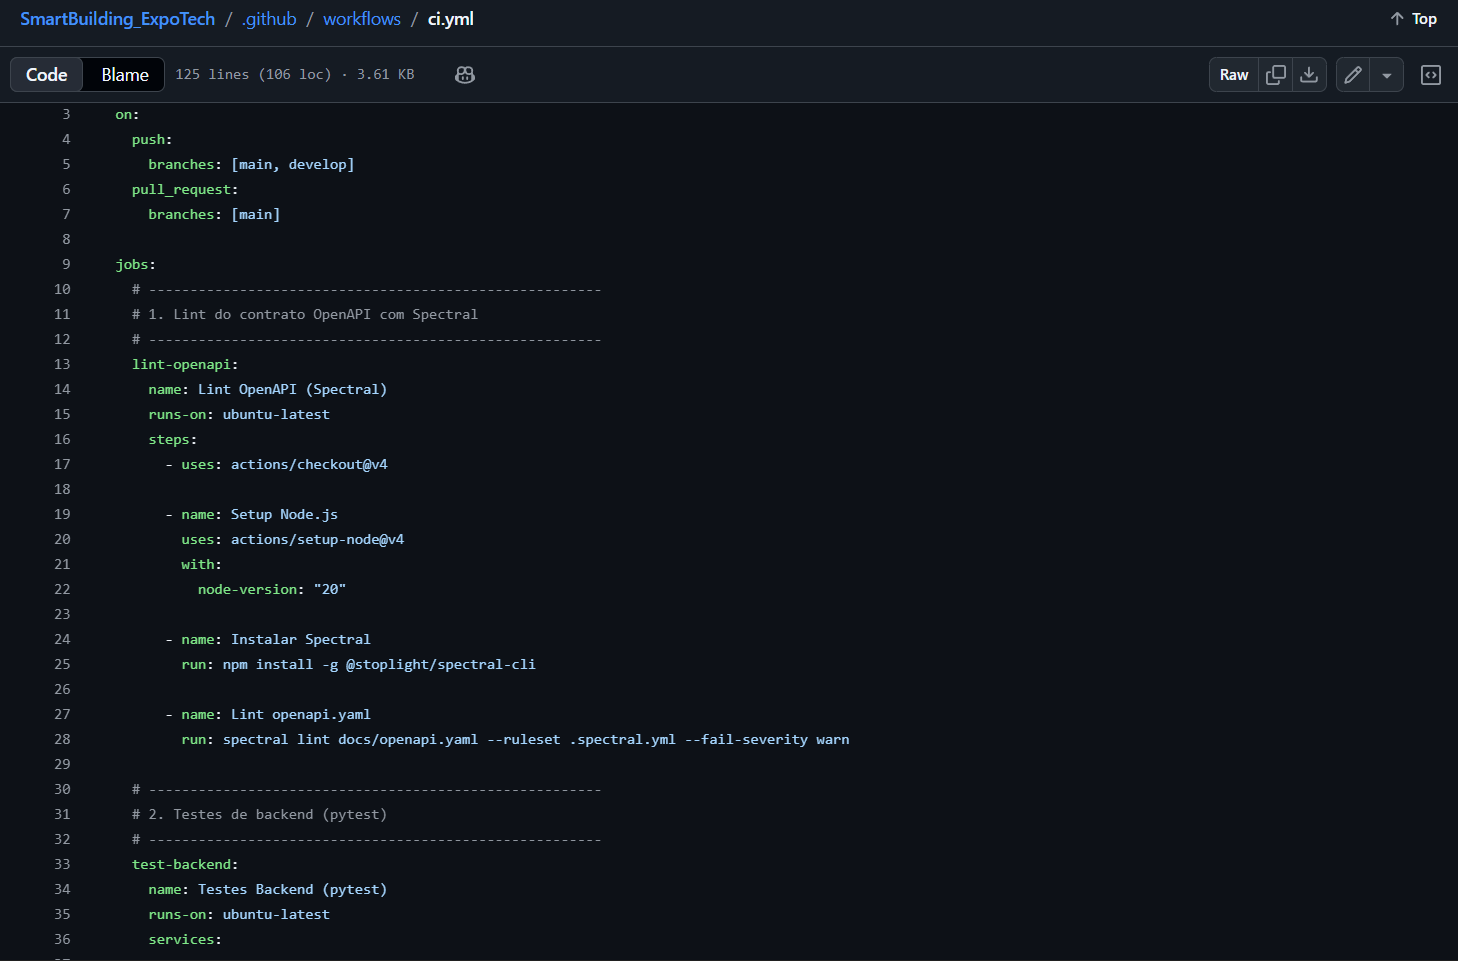 SmartBuilding_ExpoTech / .github / workflows / ci.yml
Top
Code Blame 125 lines (106 loc) · 3.61 KB
Raw
3 on:
4 push:
5 branches: [main, develop]
6 pull_request:
7 branches: [main]
8
9 jobs:
10 # -------------------------------------------------------
11 # 1. Lint do contrato OpenAPI com Spectral
12 # -------------------------------------------------------
13 lint-openapi:
14 name: Lint OpenAPI (Spectral)
15 runs-on: ubuntu-latest
16 steps:
17 - uses: actions/checkout@v4
18
19 - name: Setup Node.js
20 uses: actions/setup-node@v4
21 with:
22 node-version: "20"
23
24 - name: Instalar Spectral
25 run: npm install -g @stoplight/spectral-cli
26
27 - name: Lint openapi.yaml
28 run: spectral lint docs/openapi.yaml --ruleset .spectral.yml --fail-severity warn
29
30 # -------------------------------------------------------
31 # 2. Testes de backend (pytest)
32 # -------------------------------------------------------
33 test-backend:
34 name: Testes Backend (pytest)
35 runs-on: ubuntu-latest
36 services: